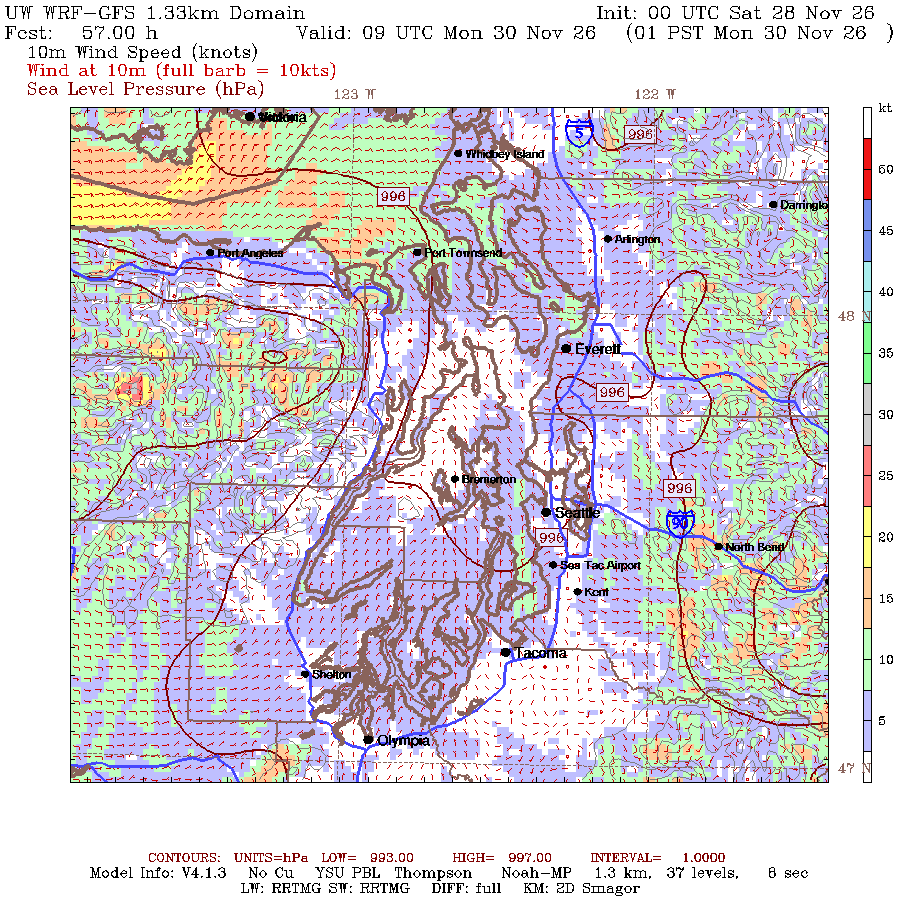 UW WRF-GFS 1.33km Domain Init: 00 UTC Sat 28 Nov 26
Fcst: 57.00 h Valid: 09 UTC Mon 30 Nov 26 (01 PST Mon 30 Nov 26 )
10m Wind Speed (knots)
Wind at 10m (full barb = 10kts)
Sea Level Pressure (hPa)
123 W 122 W
kt
Victoria
5
996
Whidbey Island
60
996
Darringto
45
Arlington
Port Angeles
Port Townsend
40
48 N
Everett
35
996
30
Bremerton
25
996
Seattle
90
20
996
North Bend
Sea Tac Airport
Kent
15
Tacoma
10
Shelton
5
Olympia
47 N
CONTOURS: UNITS=hPa LOW= 993.00 HIGH= 997.00 INTERVAL= 1.0000
Model Info: V4.1.3 No Cu YSU PBL Thompson Noah-MP 1.3 km, 37 levels, 8 sec
LW: RRTMG SW: RRTMG DIFF: full KM: 2D Smagor